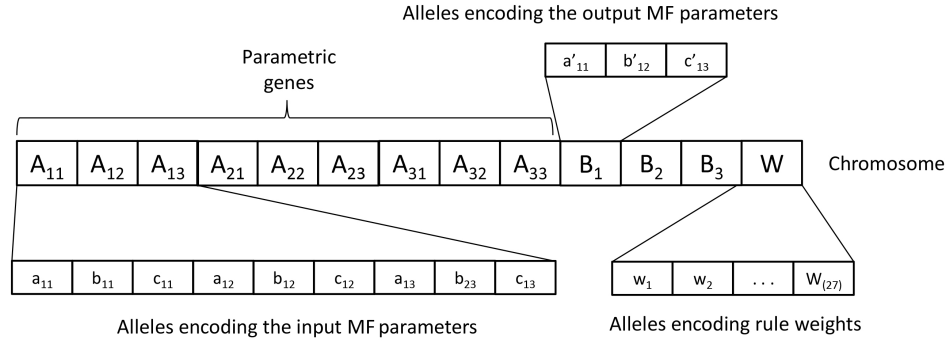 Alleles encoding the output MF parameters
a'₁₁ b'₁₂ c'₁₃
Parametric
genes
A₁₁ A₁₂ A₁₃ A₂₁ A₂₂ A₂₃ A₃₁ A₃₂ A₃₃ B₁ B₂ B₃ W Chromosome
a₁₁ b₁₁ c₁₁ a₁₂ b₁₂ c₁₂ a₁₃ b₂₃ c₁₃
w₁ w₂ ... W₍₂₇₎
Alleles encoding the input MF parameters
Alleles encoding rule weights